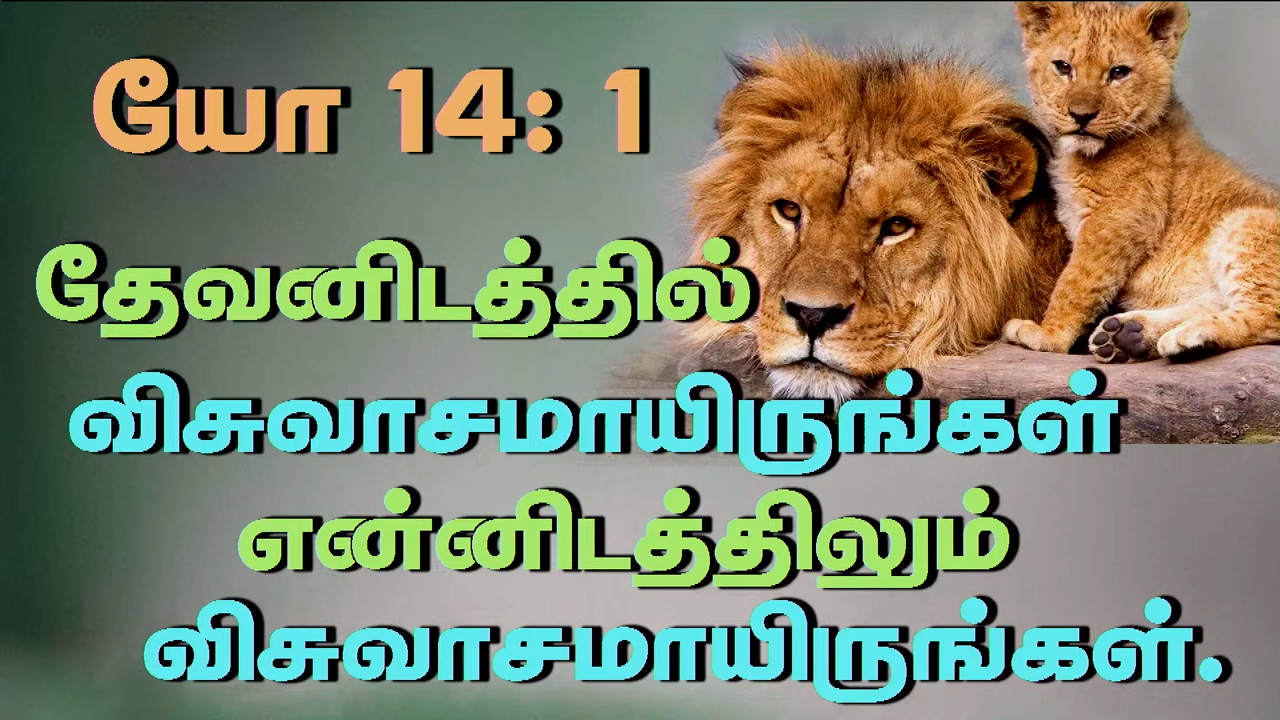 யோ 14: 1
தேவனிடத்தில்
விசுவாசமாயிருங்கள்
என்னிடத்திலும்
விசுவாசமாயிருங்கள்.